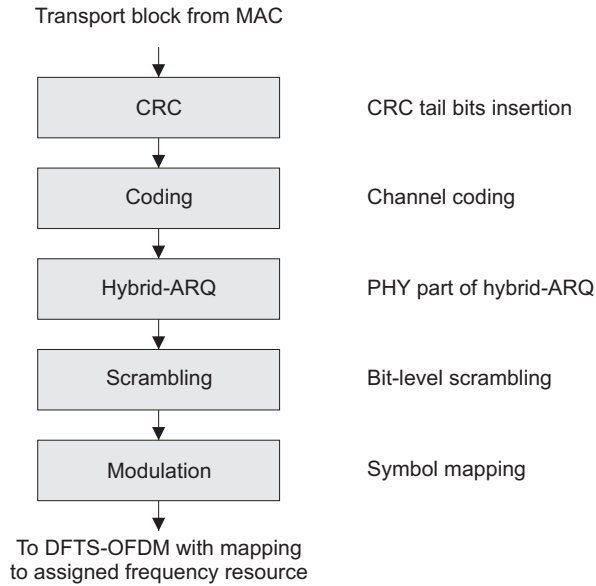 Transport block from MAC
CRC
CRC tail bits insertion
Coding
Channel coding
Hybrid-ARQ
PHY part of hybrid-ARQ
Scrambling
Bit-level scrambling
Modulation
Symbol mapping
To DFTS-OFDM with mapping
to assigned frequency resource